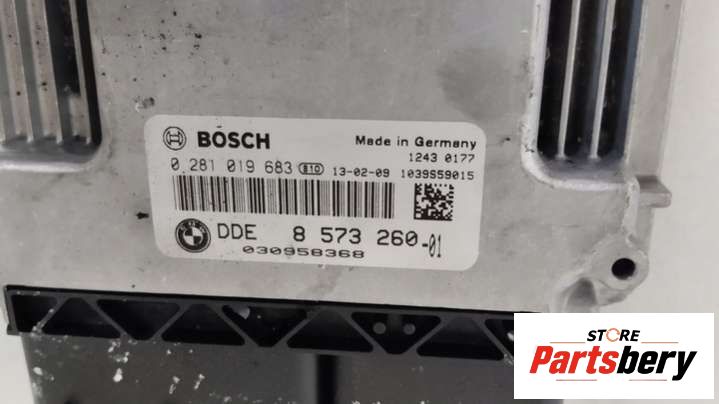 BOSCH
Made in Germany
1243 0177
0 281 019 683 B10 13-02-09 1039S59015
DDE 8 573 260-01
030958368
STORE
Partsbery